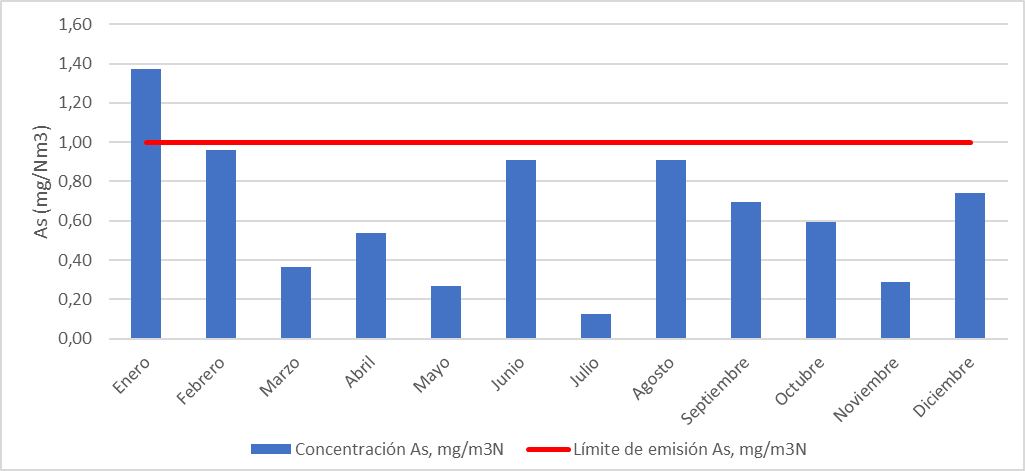 1,60
1,40
1,20
1,00
0,80
0,60
0,40
0,20
0,00
As (mg/Nm3)
Enero
Febrero
Marzo
Abril
Mayo
Junio
Julio
Agosto
Septiembre
Octubre
Noviembre
Diciembre
Concentración As, mg/m3N
Límite de emisión As, mg/m3N